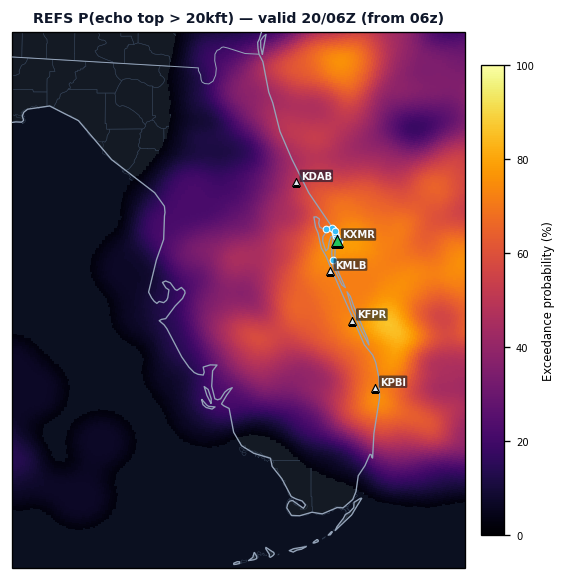 REFS P(echo top > 20kft) — valid 20/06Z (from 06z)
KDAB
KXMR
KMLB
KFPR
KPBI
100
80
60
40
20
0
Exceedance probability (%)